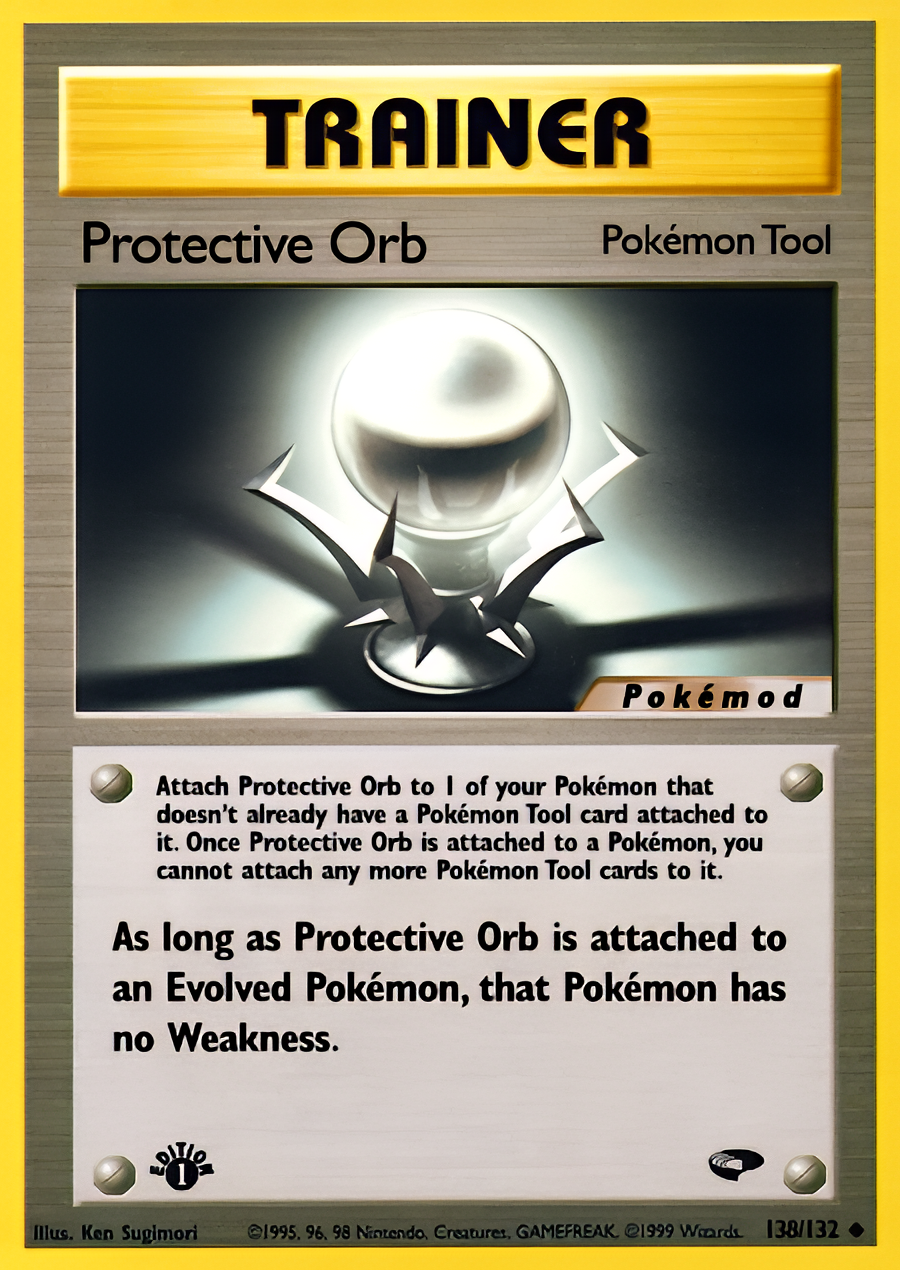 TRAINER
Protective Orb Pokémon Tool
Pokémod
Attach Protective Orb to 1 of your Pokémon that
doesn't already have a Pokémon Tool card attached to
it. Once Protective Orb is attached to a Pokémon, you
cannot attach any more Pokémon Tool cards to it.
As long as Protective Orb is attached to
an Evolved Pokémon, that Pokémon has
no Weakness.
EDITION
1
Illus. Ken Sugimori ©1995, 96, 98 Nintendo, Creatures, GAMEFREAK. ©1999 Wizards. 138/132